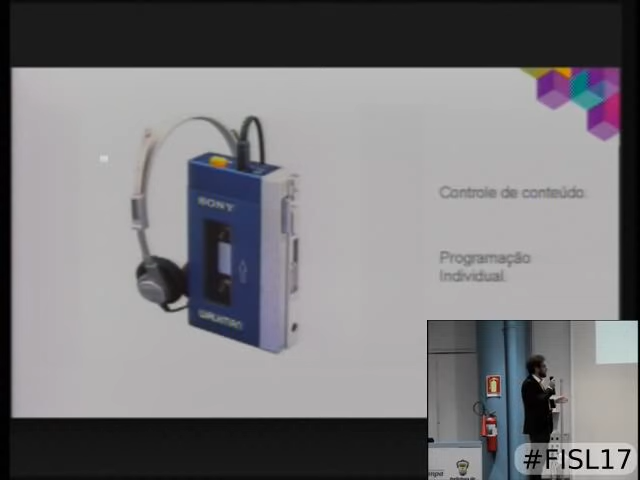 SONY
WALKMAN
Controle de conteúdo.
Programação
Individual.
#FISL17